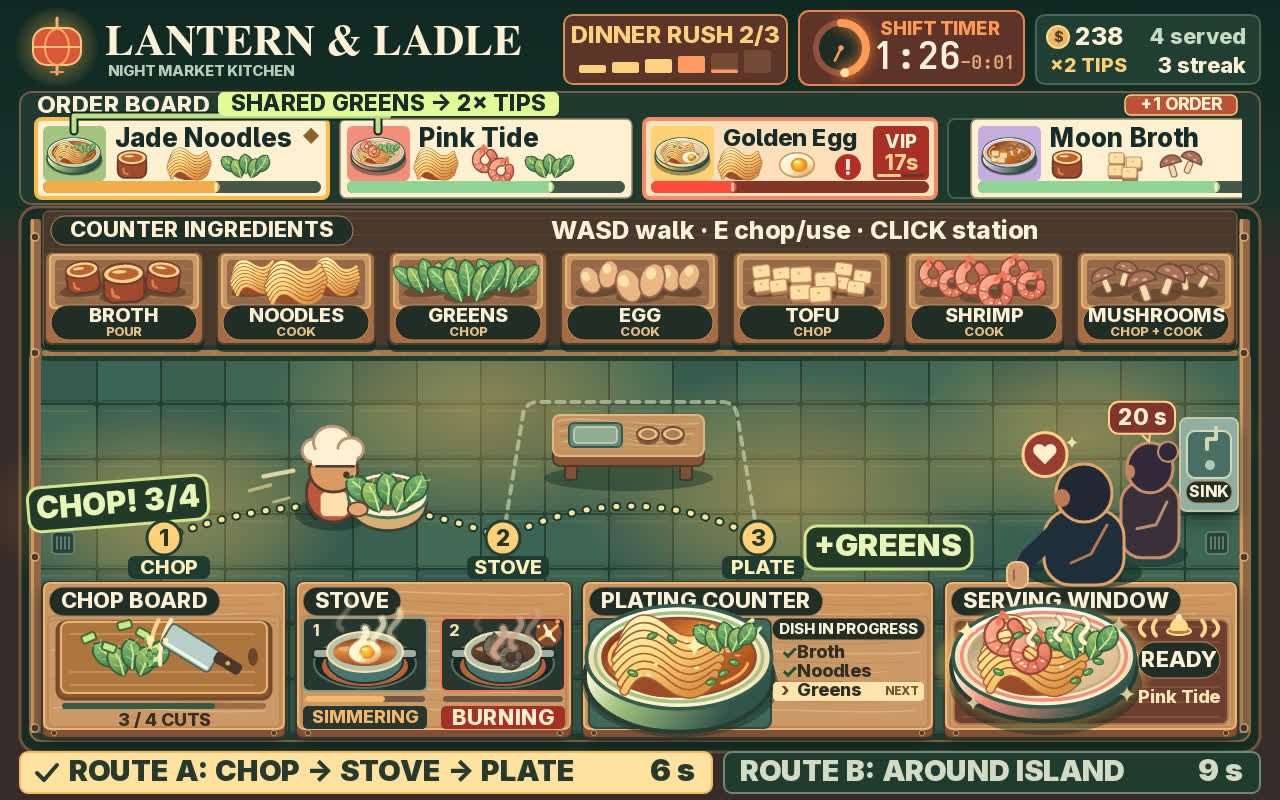 LANTERN & LADLE
NIGHT MARKET KITCHEN
DINNER RUSH 2/3
SHIFT TIMER
1:26 -0:01
$ 238 4 served
×2 TIPS 3 streak
ORDER BOARD
SHARED GREENS → 2× TIPS
+1 ORDER
Jade Noodles
Pink Tide
Golden Egg
!
VIP
17s
Moon Broth
COUNTER INGREDIENTS
WASD walk · E chop/use · CLICK station
BROTH
POUR
NOODLES
COOK
GREENS
CHOP
EGG
COOK
TOFU
CHOP
SHRIMP
COOK
MUSHROOMS
CHOP + COOK
20 s
SINK
CHOP! 3/4
1
CHOP
2
STOVE
3
PLATE
+GREENS
CHOP BOARD
3 / 4 CUTS
STOVE
1
SIMMERING
2
BURNING
PLATING COUNTER
DISH IN PROGRESS
✓Broth
✓Noodles
› Greens NEXT
SERVING WINDOW
READY
Pink Tide
✓ ROUTE A: CHOP → STOVE → PLATE 6 s
ROUTE B: AROUND ISLAND 9 s